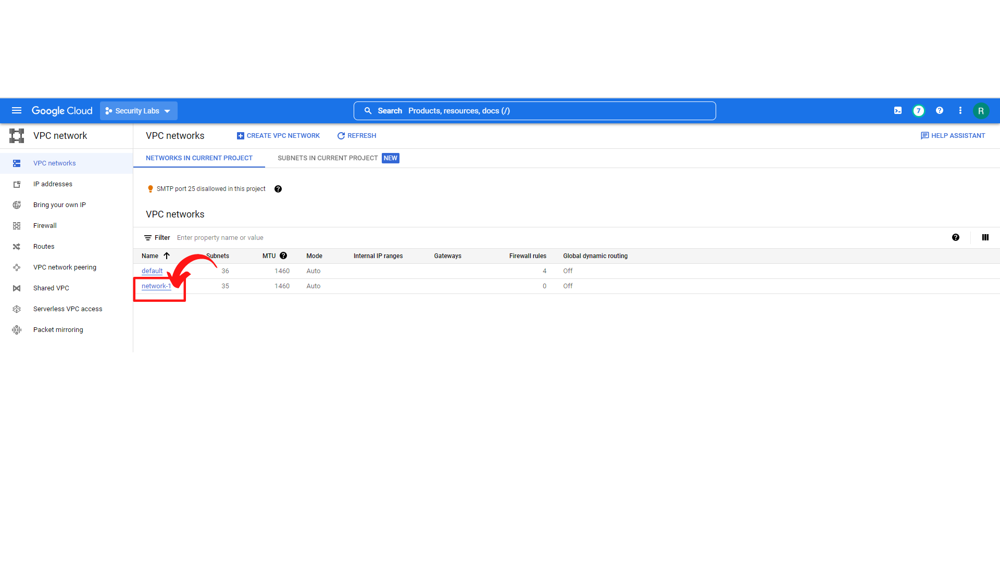 Google Cloud Security Labs Search Products, resources, docs (/) 7 R
VPC network
VPC networks
IP addresses
Bring your own IP
Firewall
Routes
VPC network peering
Shared VPC
Serverless VPC access
Packet mirroring
VPC networks CREATE VPC NETWORK REFRESH HELP ASSISTANT
NETWORKS IN CURRENT PROJECT SUBNETS IN CURRENT PROJECT NEW
SMTP port 25 disallowed in this project
VPC networks
Filter Enter property name or value
Name Subnets MTU Mode Internal IP ranges Gateways Firewall rules Global dynamic routing
default 36 1460 Auto 4 Off
network-1 35 1460 Auto 0 Off